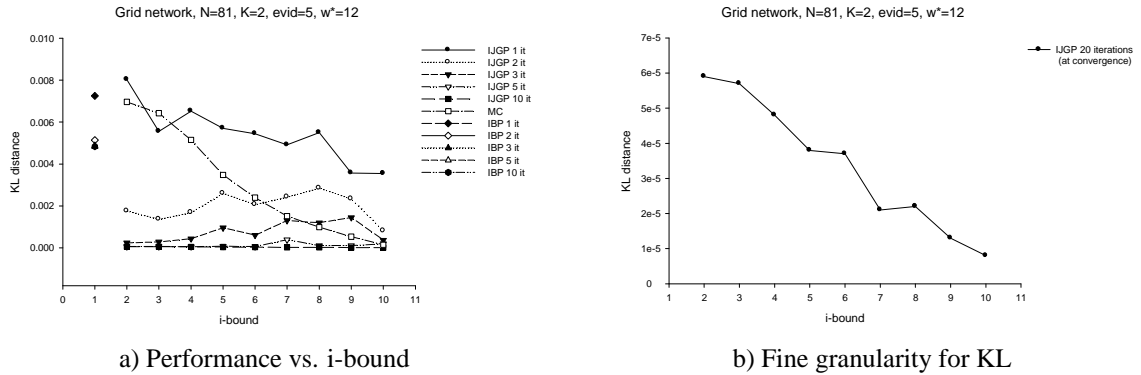 Grid network, N=81, K=2, evid=5, w*=12
0.010
0.008
0.006
0.004
0.002
0.000
KL distance
0 1 2 3 4 5 6 7 8 9 10 11
i-bound
IJGP 1 it
IJGP 2 it
IJGP 3 it
IJGP 5 it
IJGP 10 it
MC
IBP 1 it
IBP 2 it
IBP 3 it
IBP 5 it
IBP 10 it
a) Performance vs. i-bound
Grid network, N=81, K=2, evid=5, w*=12
7e-5
6e-5
5e-5
4e-5
3e-5
2e-5
1e-5
0
KL distance
1 2 3 4 5 6 7 8 9 10 11
i-bound
IJGP 20 iterations
(at convergence)
b) Fine granularity for KL